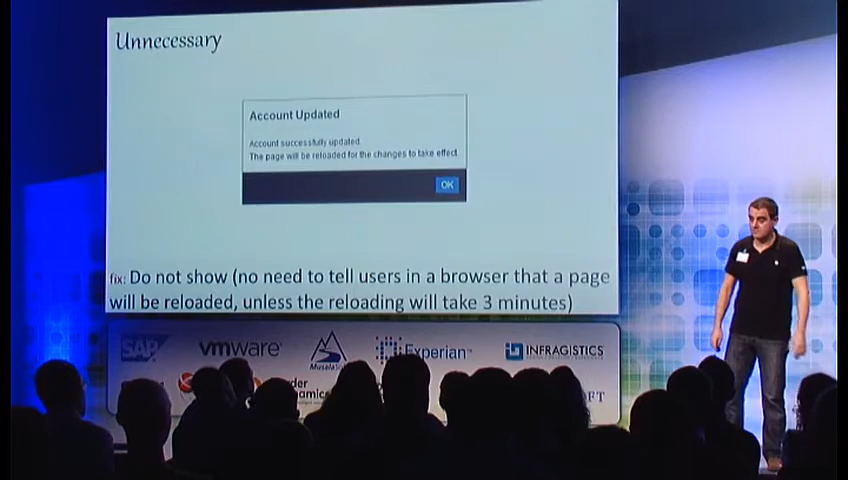 Unnecessary
Account Updated
Account successfully updated.
The page will be reloaded for the changes to take effect.
OK
fix: Do not show (no need to tell users in a browser that a page
will be reloaded, unless the reloading will take 3 minutes)
SAP vmware Experian INFRAGISTICS
Musala